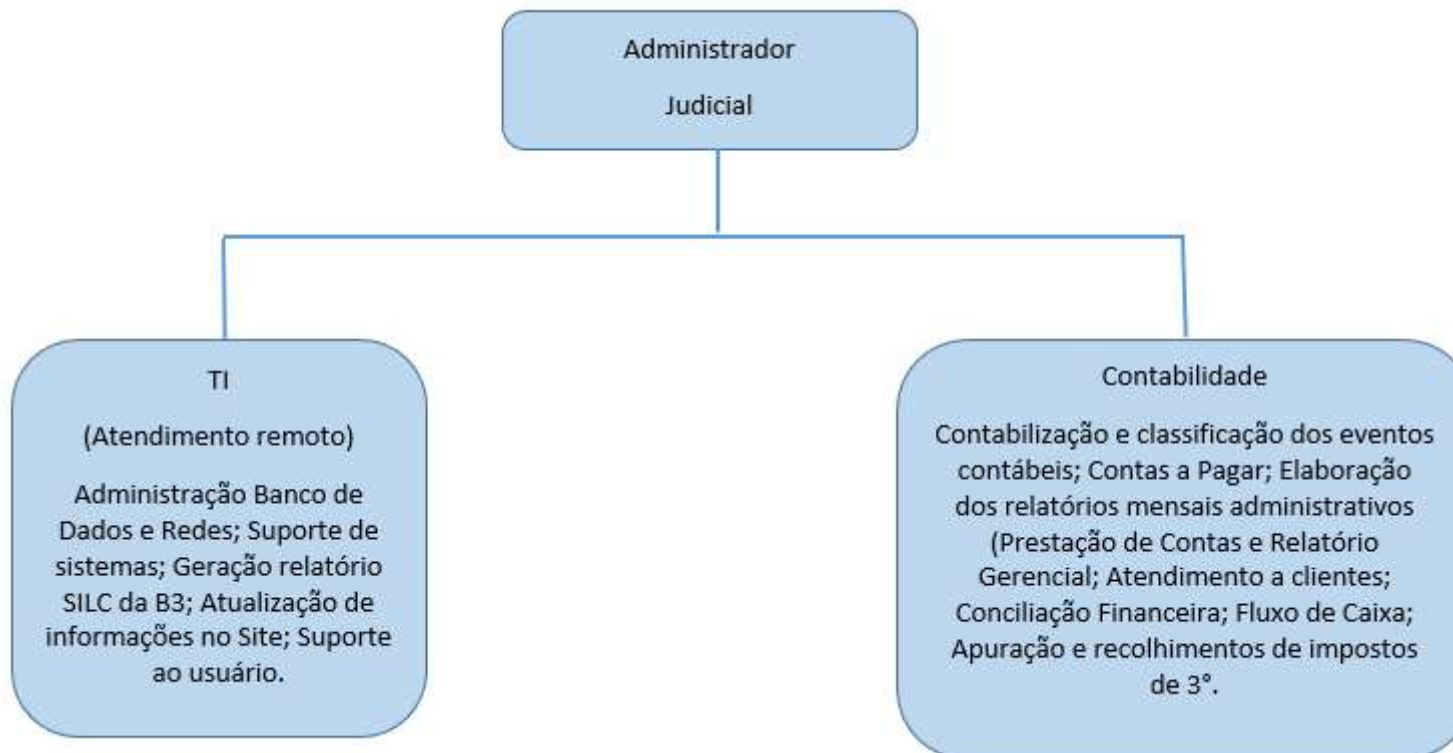 Administrador
Judicial
TI
(Atendimento remoto)
Administração Banco de
Dados e Redes; Suporte de
sistemas; Geração relatório
SILC da B3; Atualização de
informações no Site; Suporte
ao usuário.
Contabilidade
Contabilização e classificação dos eventos
contábeis; Contas a Pagar; Elaboração
dos relatórios mensais administrativos
(Prestação de Contas e Relatório
Gerencial; Atendimento a clientes;
Conciliação Financeira; Fluxo de Caixa;
Apuração e recolhimentos de impostos
de 3°.